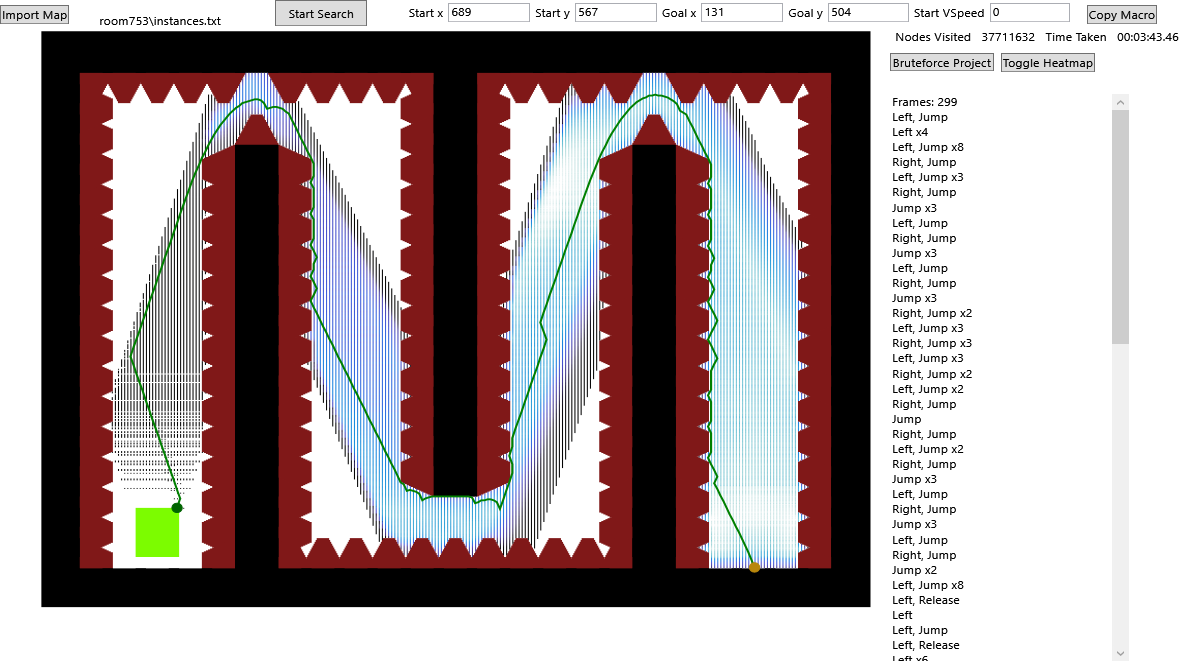 Import Map
room753\instances.txt
Start Search
Start x 689 Start y 567 Goal x 131 Goal y 504 Start VSpeed 0
Copy Macro
Nodes Visited 37711632 Time Taken 00:03:43.46
Bruteforce Project Toggle Heatmap
Frames: 299
Left, Jump
Left x4
Left, Jump x8
Right, Jump
Left, Jump x3
Right, Jump
Jump x3
Left, Jump
Right, Jump
Jump x3
Left, Jump
Right, Jump
Jump x3
Right, Jump x2
Left, Jump x3
Right, Jump x3
Left, Jump x3
Right, Jump x2
Left, Jump x2
Right, Jump
Jump
Right, Jump
Left, Jump x2
Right, Jump
Jump x3
Left, Jump
Right, Jump
Jump x3
Left, Jump
Right, Jump
Jump x2
Left, Jump x8
Left, Release
Left
Left, Jump
Left, Release
Left x6